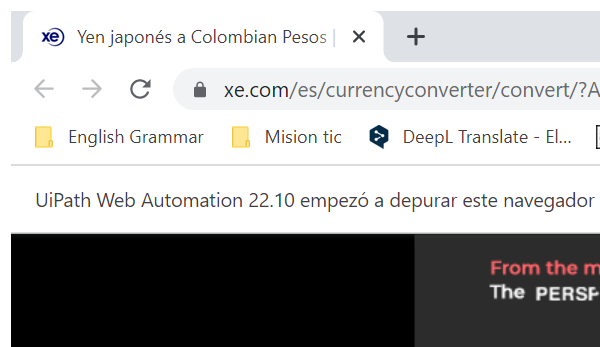 xe Yen japonés a Colombian Pesos |
xe.com/es/currencyconverter/convert/?A
English Grammar Mision tic DeepL Translate - El...
UiPath Web Automation 22.10 empezó a depurar este navegador
From the m
The PERSP